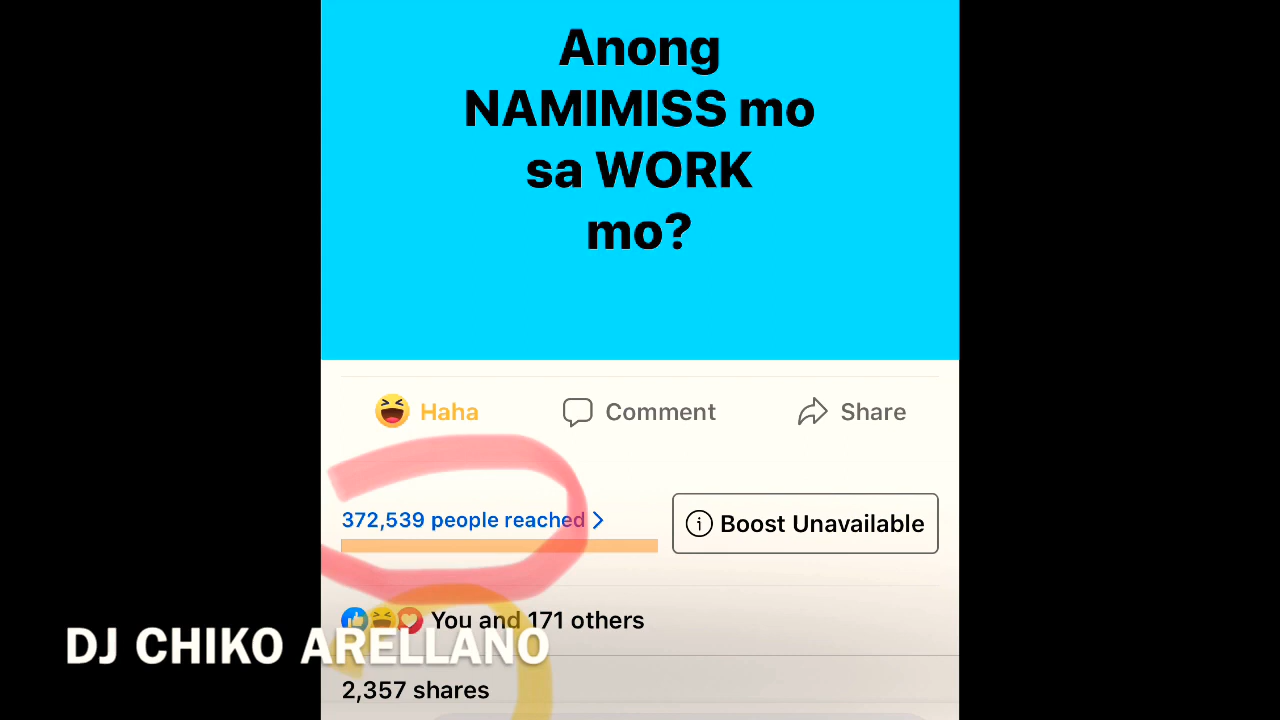 Anong
NAMIMISS mo
sa WORK
mo?
Haha
Comment
Share
372,539 people reached
Boost Unavailable
You and 171 others
DJ CHIKO ARELLANO
2,357 shares